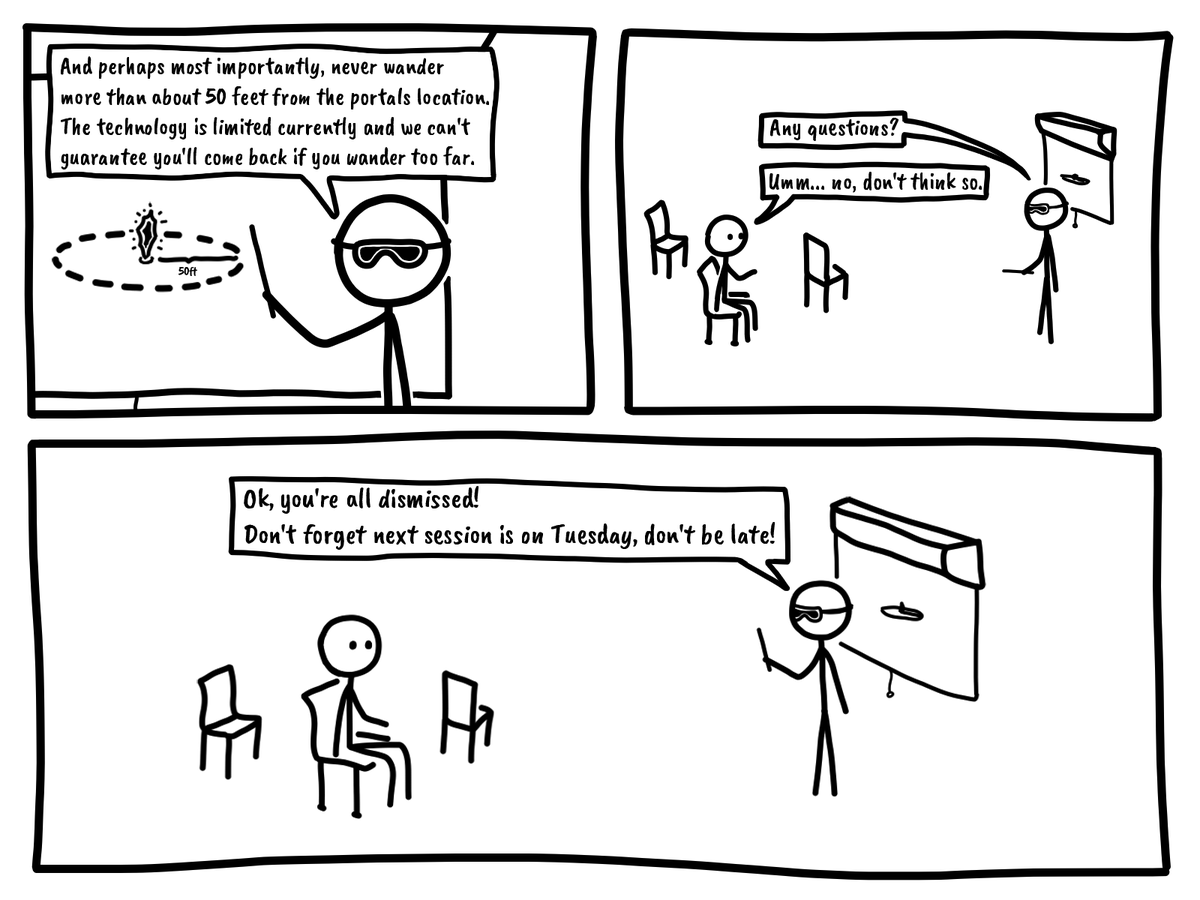 And perhaps most importantly, never wander
more than about 50 feet from the portals location.
The technology is limited currently and we can't
guarantee you'll come back if you wander too far.
50ft
Any questions?
Umm... no, don't think so.
Ok, you're all dismissed!
Don't forget next session is on Tuesday, don't be late!